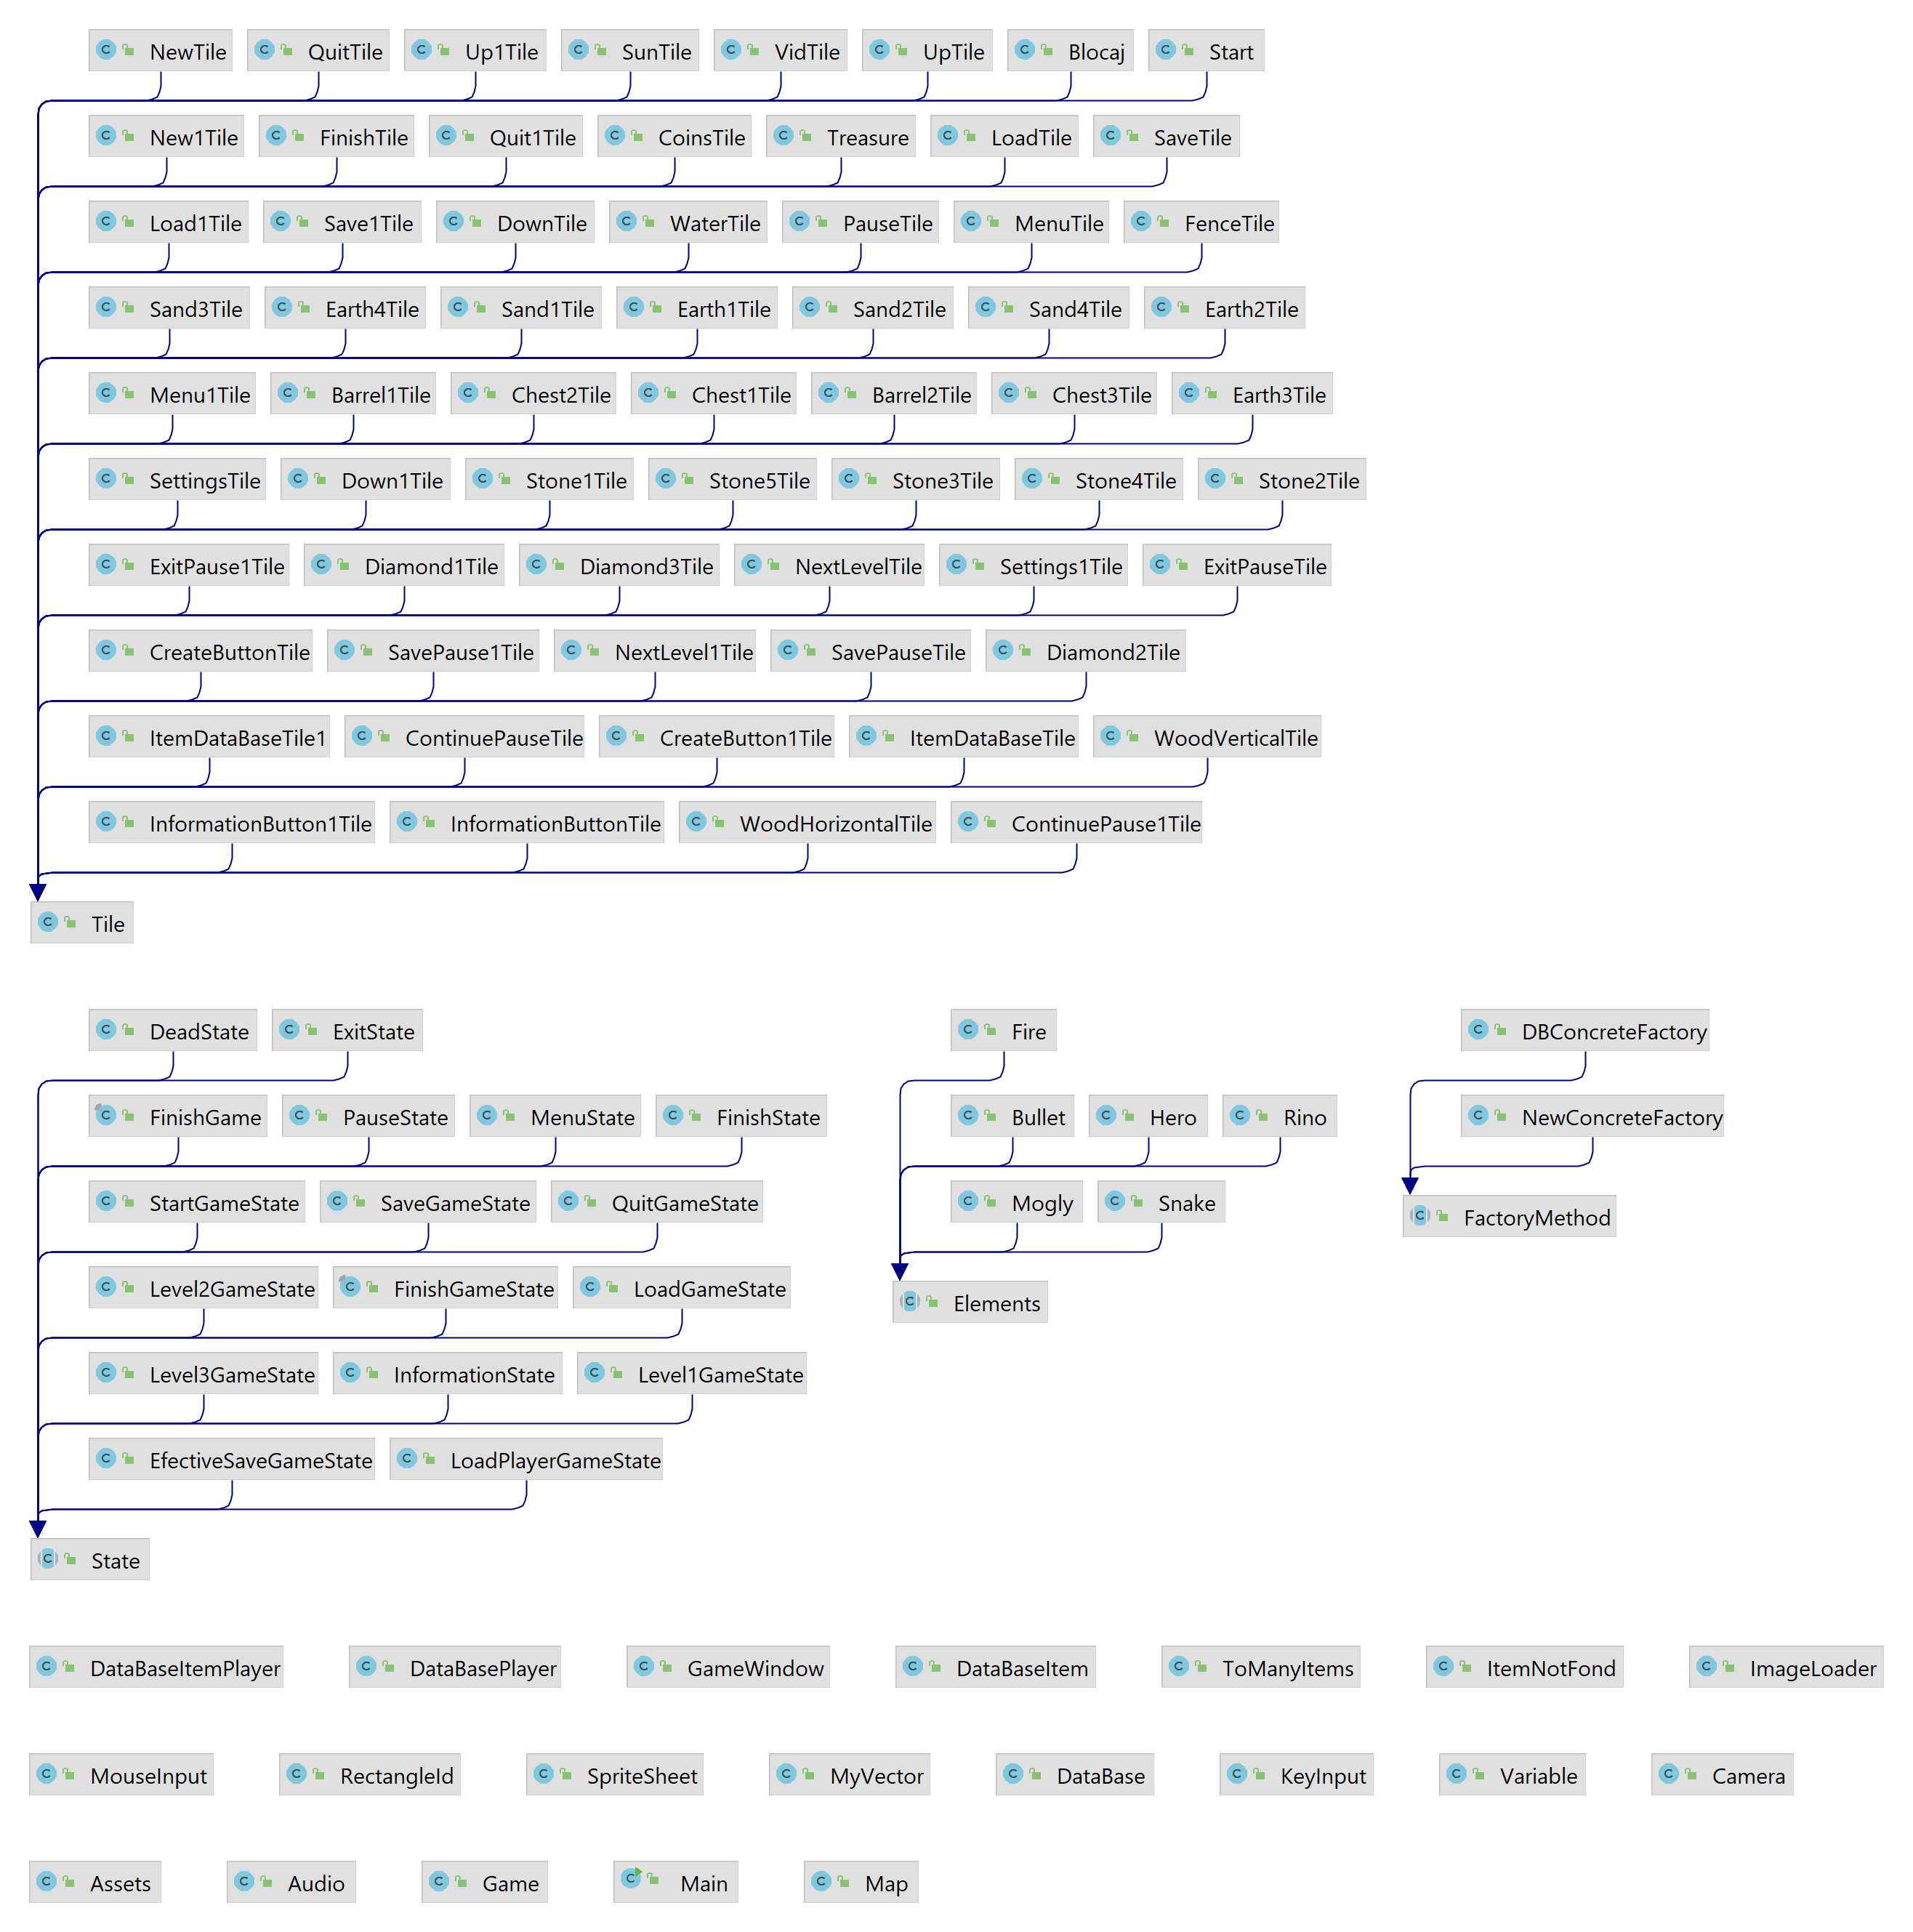 NewTile QuitTile Up1Tile SunTile VidTile UpTile Blocaj Start
New1Tile FinishTile Quit1Tile CoinsTile Treasure LoadTile SaveTile
Load1Tile Save1Tile DownTile WaterTile PauseTile MenuTile FenceTile
Sand3Tile Earth4Tile Sand1Tile Earth1Tile Sand2Tile Sand4Tile Earth2Tile
Menu1Tile Barrel1Tile Chest2Tile Chest1Tile Barrel2Tile Chest3Tile Earth3Tile
SettingsTile Down1Tile Stone1Tile Stone5Tile Stone3Tile Stone4Tile Stone2Tile
ExitPause1Tile Diamond1Tile Diamond3Tile NextLevelTile Settings1Tile ExitPauseTile
CreateButtonTile SavePause1Tile NextLevel1Tile SavePauseTile Diamond2Tile
ItemDataBaseTile1 ContinuePauseTile CreateButton1Tile ItemDataBaseTile WoodVerticalTile
InformationButton1Tile InformationButtonTile WoodHorizontalTile ContinuePause1Tile
Tile
DeadState ExitState Fire DBConcreteFactory
FinishGame PauseState MenuState FinishState Bullet Hero Rino NewConcreteFactory
StartGameState SaveGameState QuitGameState Mogly Snake FactoryMethod
Level2GameState FinishGameState LoadGameState Elements
Level3GameState InformationState Level1GameState
EfectiveSaveGameState LoadPlayerGameState
State
DataBaseItemPlayer DataBasePlayer GameWindow DataBaseItem ToManyItems ItemNotFond ImageLoader
MouseInput RectangleId SpriteSheet MyVector DataBase KeyInput Variable Camera
Assets Audio Game Main Map